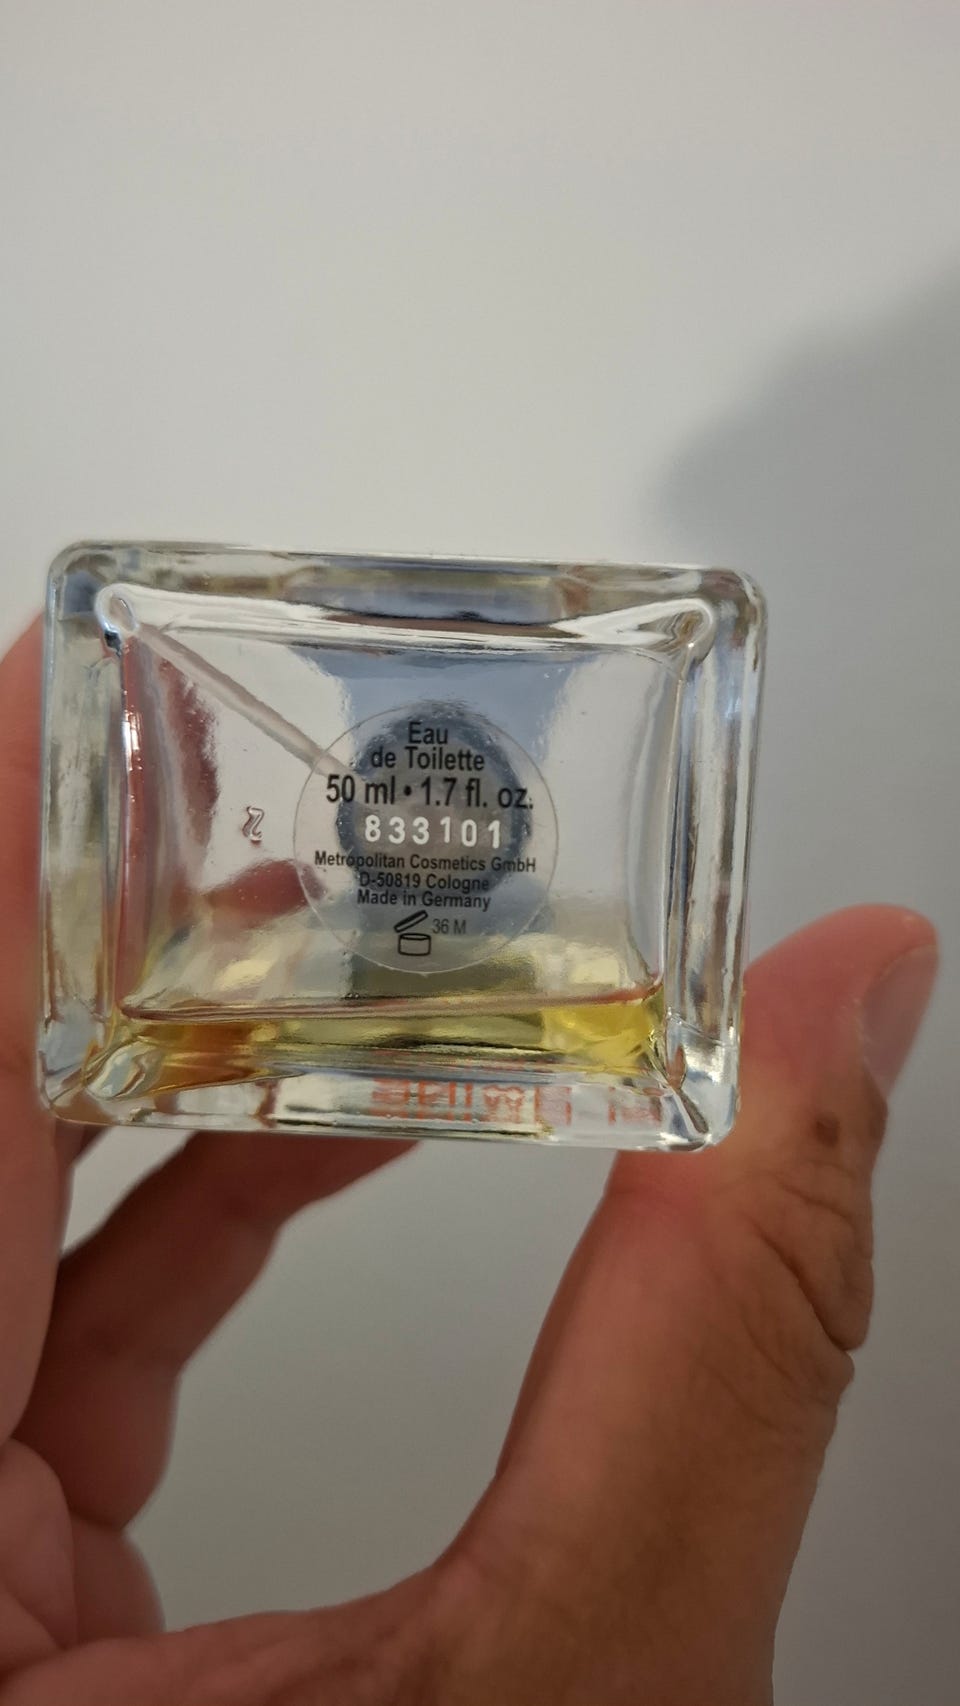 Eau
de Toilette
50 ml • 1.7 fl. oz.
833101
Metropolitan Cosmetics GmbH
D-50819 Cologne
Made in Germany
36 M
2